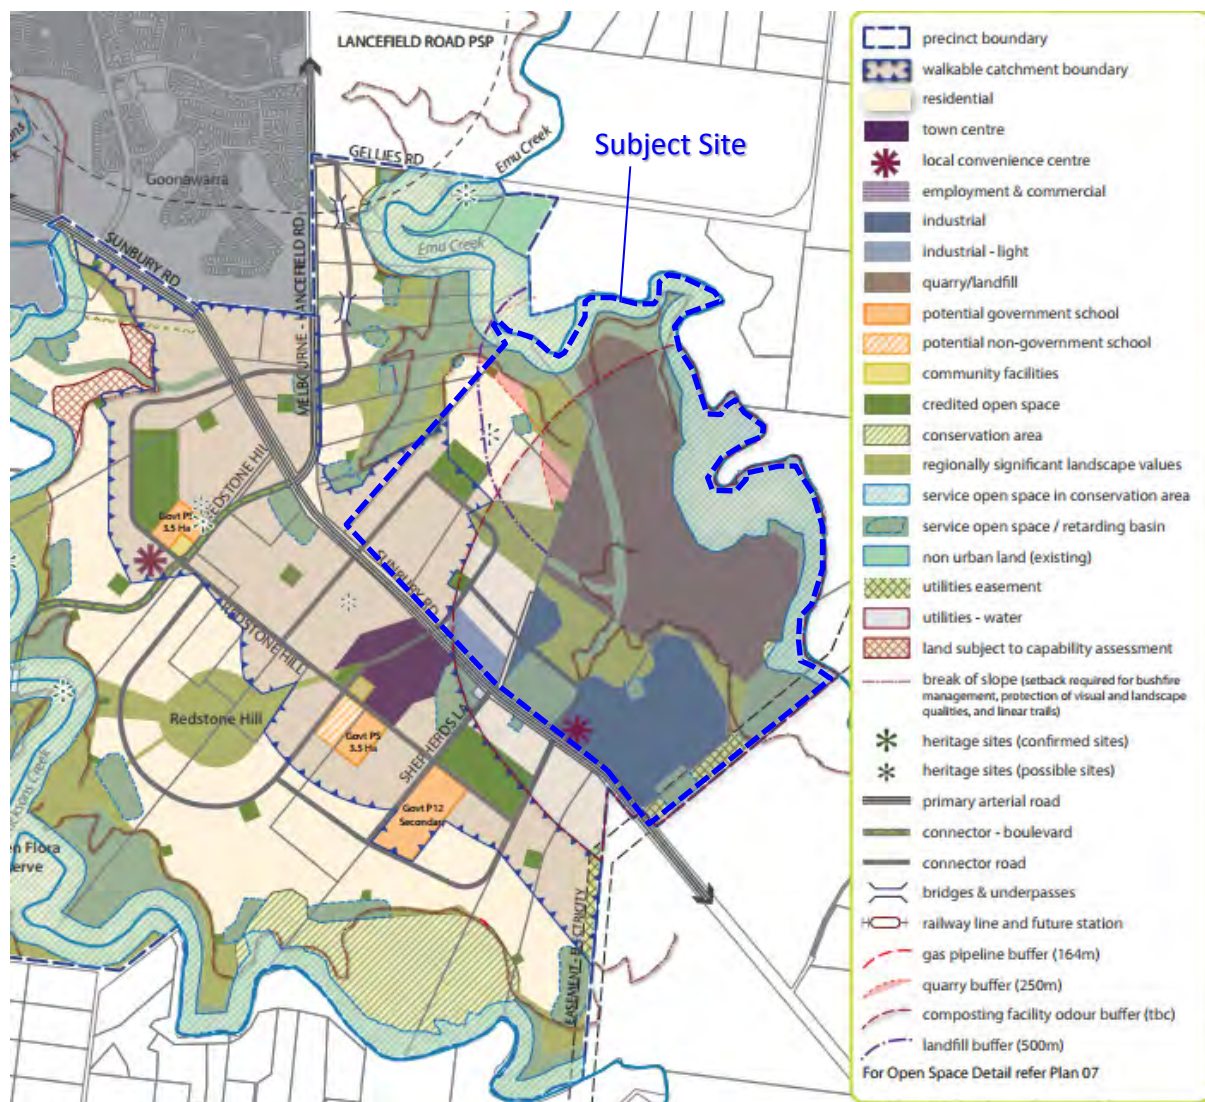 LANCEFIELD ROAD PSP
GELLIES RD
Emu Creek
Subject Site
Goonawarra
SUNBURY RD
MELBOURNE - LANCEFIELD RD
Emu Creek
REDSTONE HILL
Govt P
3.5 Ha
SUNBURY RD
REDSTONE HILL
Redstone Hill
Govt PS
3.5 Ha
SHEPHERDS LA
Govt P12
Secondary
Creek
en Flora
erve
EASEMENT - ELECTRICITY
precinct boundary
walkable catchment boundary
residential
town centre
local convenience centre
employment & commercial
industrial
industrial - light
quarry/landfill
potential government school
potential non-government school
community facilities
credited open space
conservation area
regionally significant landscape values
service open space in conservation area
service open space / retarding basin
non urban land (existing)
utilities easement
utilities - water
land subject to capability assessment
break of slope (setback required for bushfire
management, protection of visual and landscape
qualities, and linear trails)
heritage sites (confirmed sites)
heritage sites (possible sites)
primary arterial road
connector - boulevard
connector road
bridges & underpasses
railway line and future station
gas pipeline buffer (164m)
quarry buffer (250m)
composting facility odour buffer (tbc)
landfill buffer (500m)
For Open Space Detail refer Plan 07